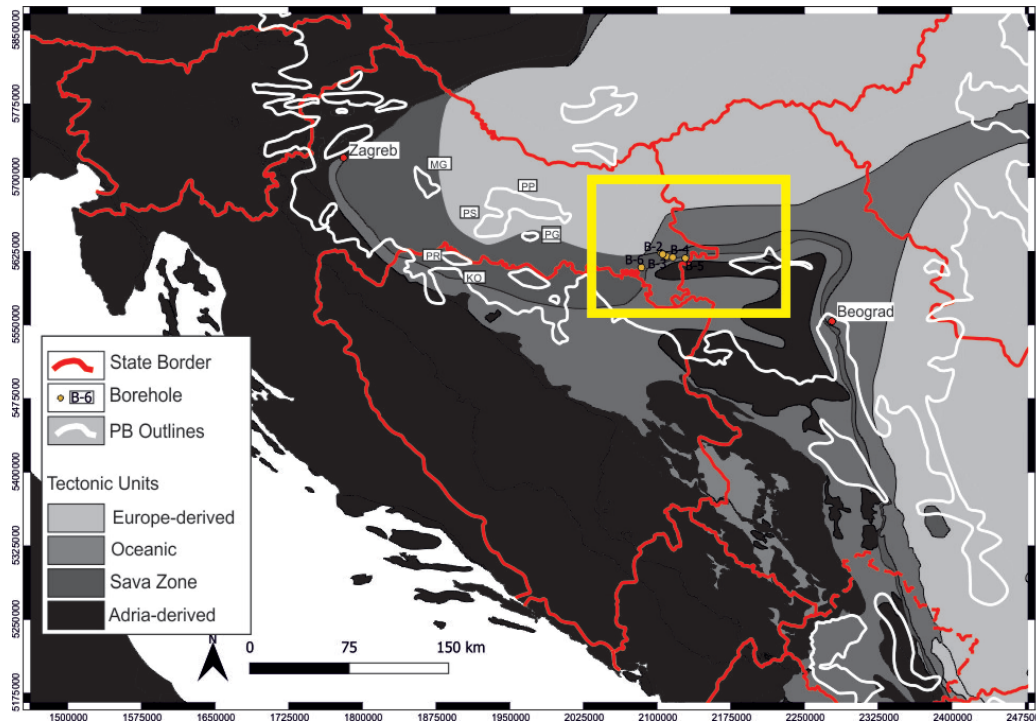 5850000
5775000
5700000
5625000
5550000
5475000
5400000
5325000
5250000
5175000
Zagreb
MG
PP
PS
PG
PR
KO
B-2
B-4
B-6
B-3
B-5
Beograd
State Border
B-6 Borehole
PB Outlines
Tectonic Units
Europe-derived
Oceanic
Sava Zone
Adria-derived
N
0 75 150 km
?
1500000 1575000 1650000 1725000 1800000 1875000 1950000 2025000 2100000 2175000 2250000 2325000 2400000